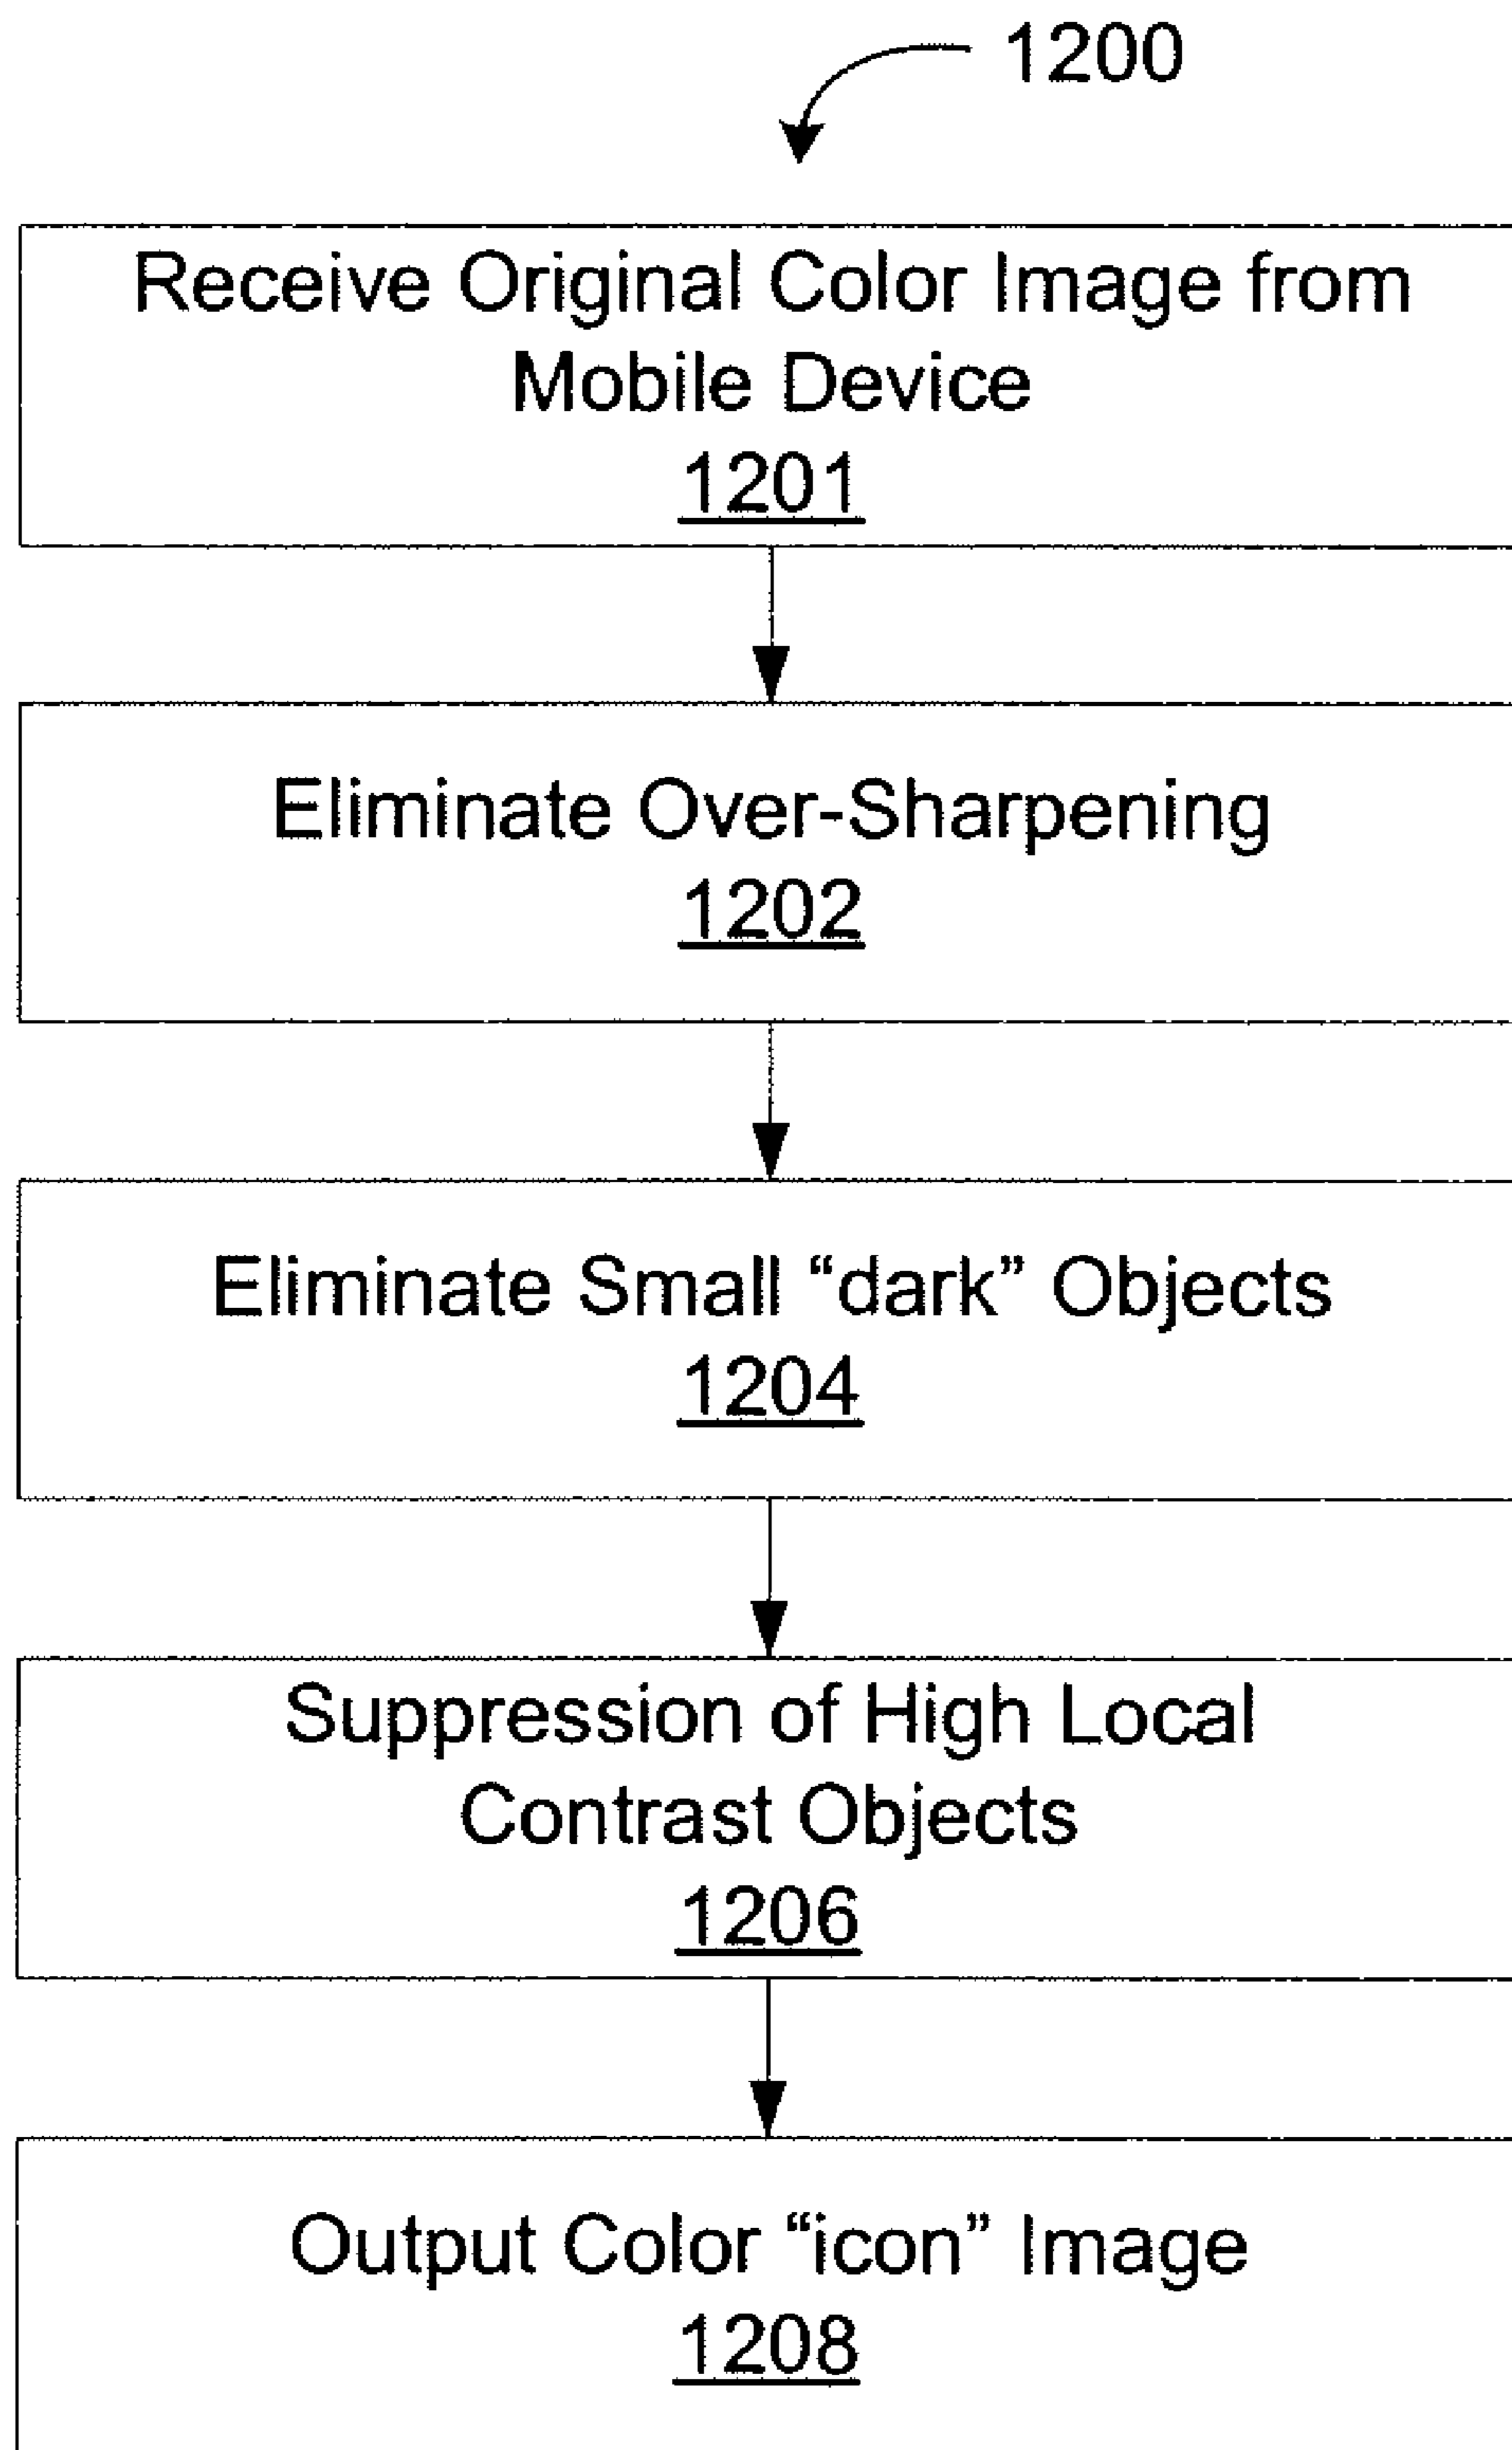 1200
Receive Original Color Image from
Mobile Device
1201
Eliminate Over-Sharpening
1202
Eliminate Small “dark” Objects
1204
Suppression of High Local
Contrast Objects
1206
Output Color “icon” Image
1208